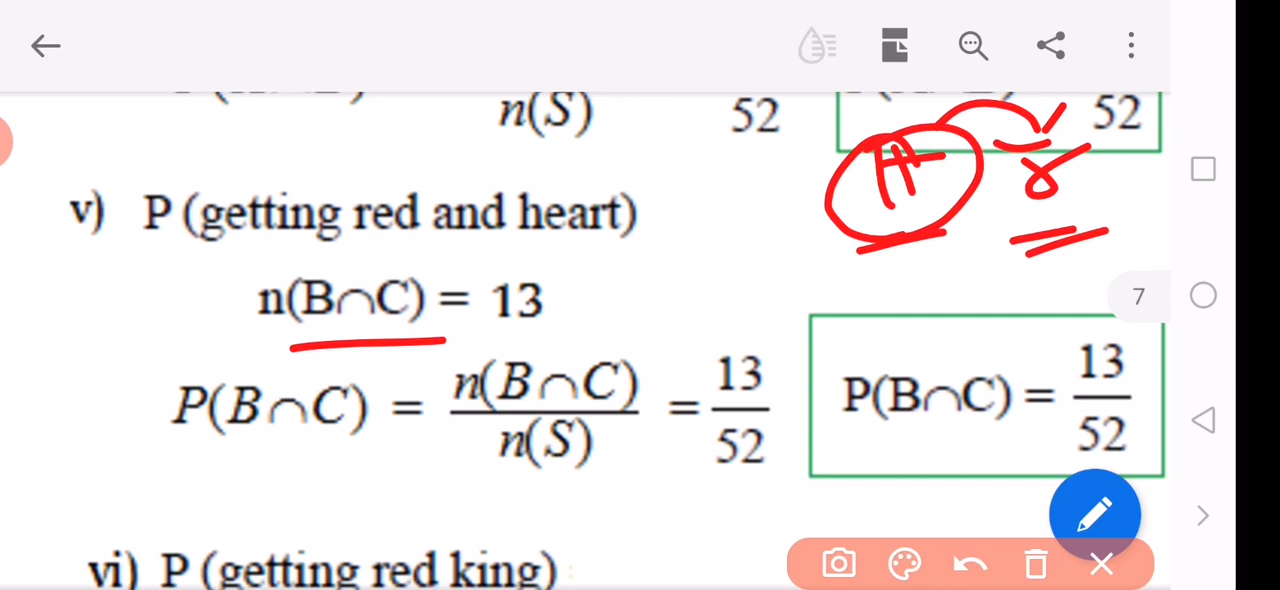 n(S) 52 52
v) P (getting red and heart)
n(B∩C) = 13
7
P(B∩C) = n(B∩C) / n(S) = 13 / 52
P(B∩C) = 13 / 52
vi) P (getting red king)